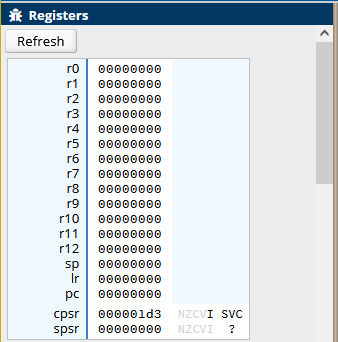 Registers
Refresh
r0 00000000
r1 00000000
r2 00000000
r3 00000000
r4 00000000
r5 00000000
r6 00000000
r7 00000000
r8 00000000
r9 00000000
r10 00000000
r11 00000000
r12 00000000
sp 00000000
lr 00000000
pc 00000000
cpsr 000001d3 NZCVI SVC
spsr 00000000 NZCVI ?